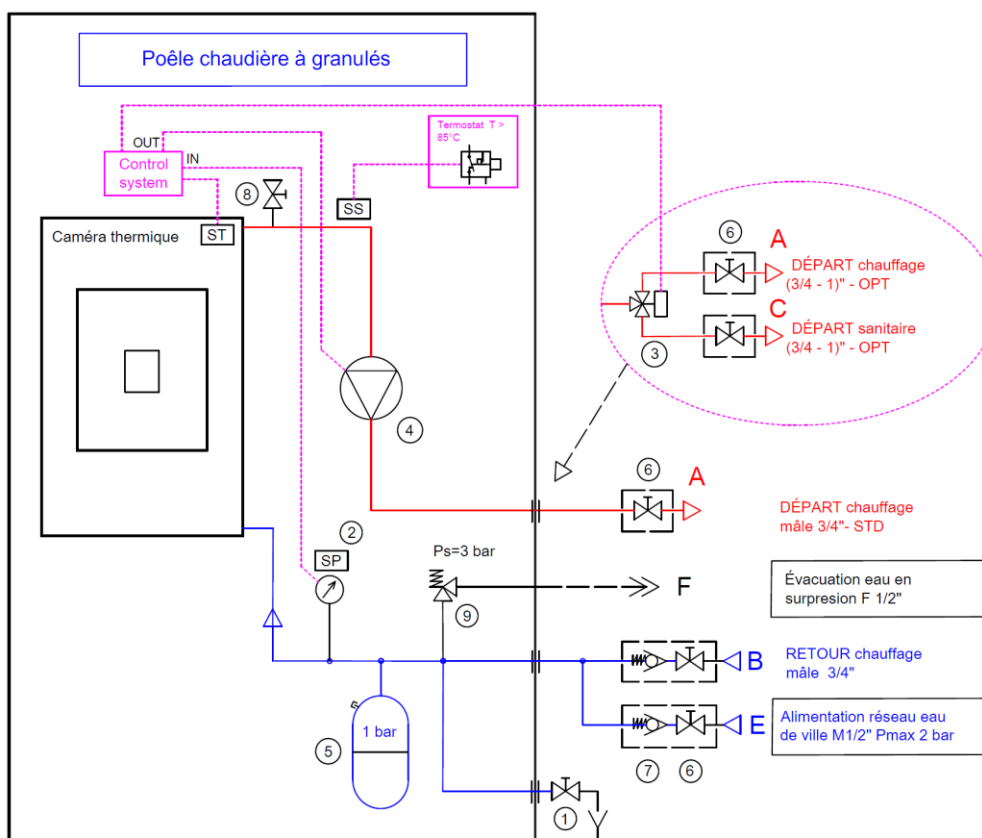 Poêle chaudière à granulés
OUT
IN
Control
system
Termostat T >
85°C
8
SS
Caméra thermique
ST
6
A
DÉPART chauffage
(3/4 - 1)" - OPT
C
DÉPART sanitaire
(3/4 - 1)" - OPT
3
4
6
A
DÉPART chauffage
mâle 3/4"- STD
2
SP
Ps=3 bar
9
F
Évacuation eau en
surpresion F 1/2"
B
RETOUR chauffage
mâle 3/4"
5
1 bar
E
Alimentation réseau eau
de ville M1/2" Pmax 2 bar
7
6
1